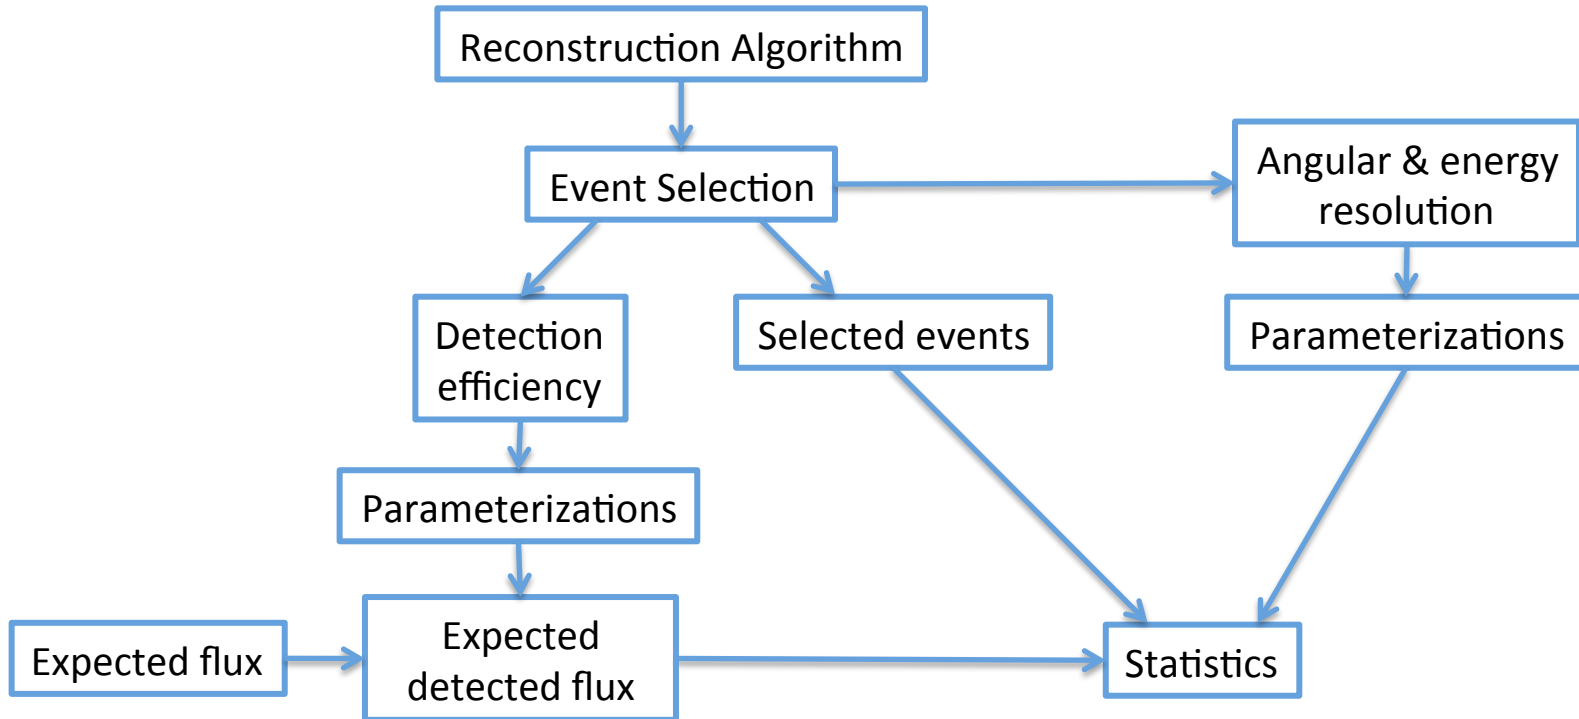 Reconstruction Algorithm
Event Selection
Angular & energy
resolution
Detection
efficiency
Selected events
Parameterizations
Parameterizations
Expected flux
Expected
detected flux
Statistics